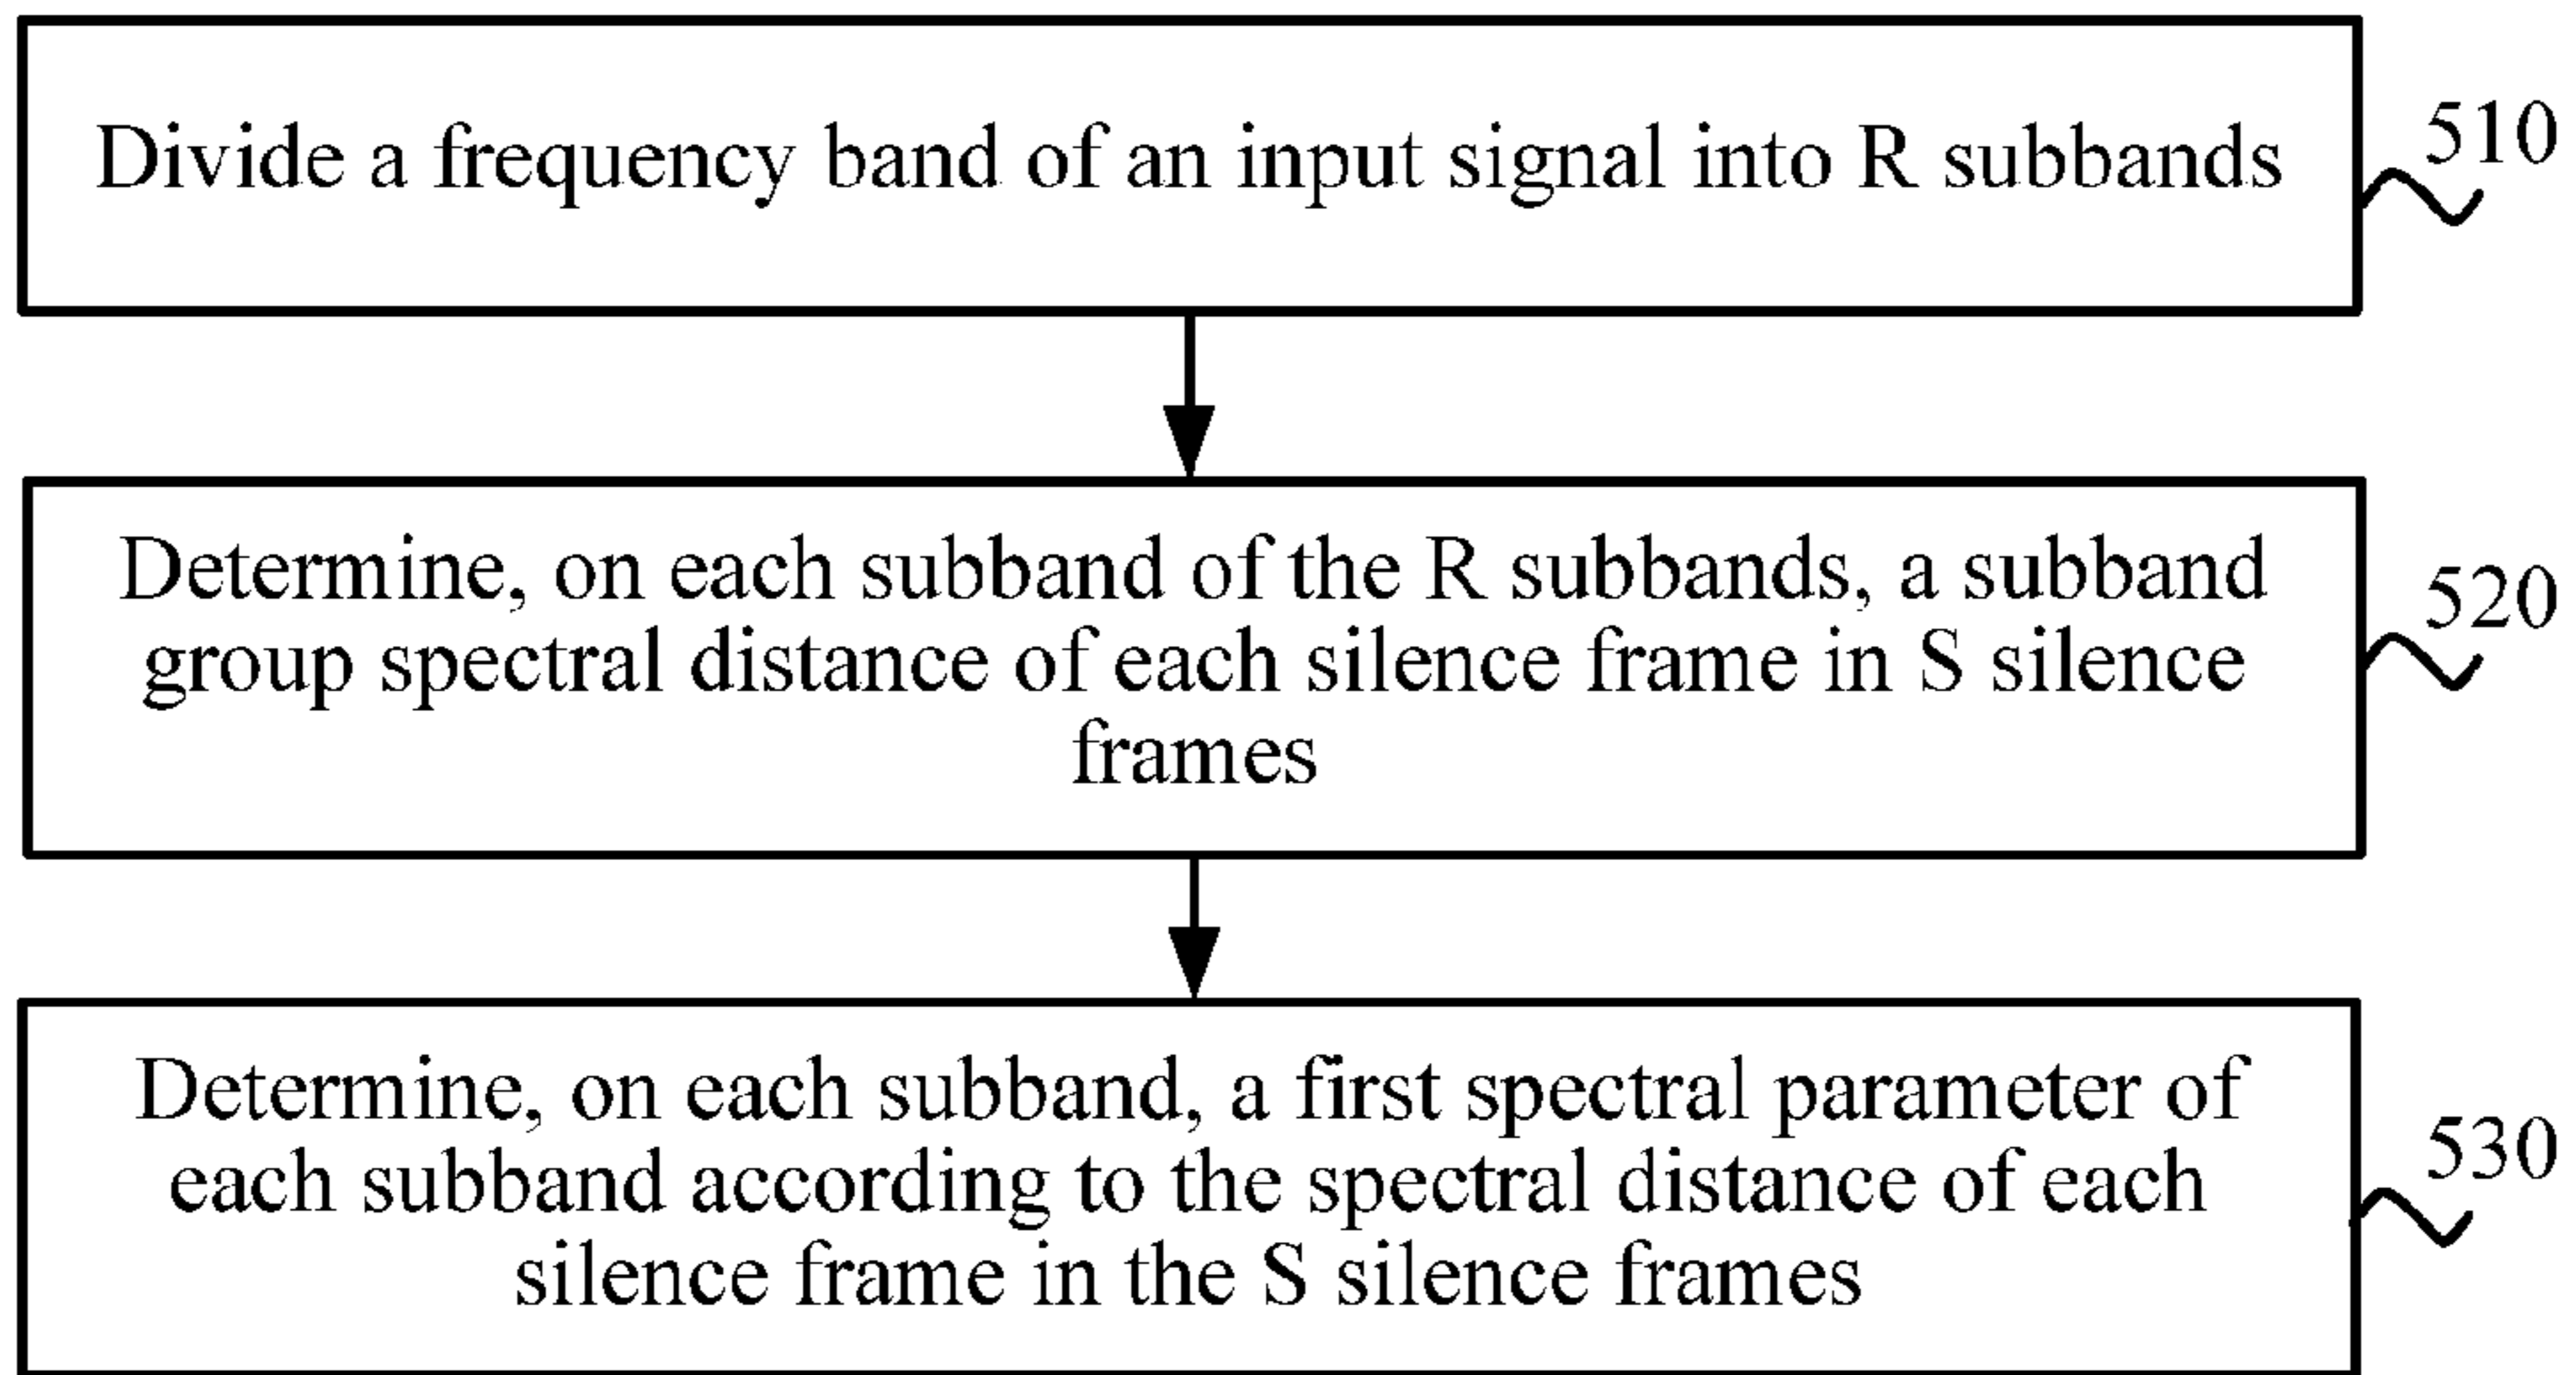 Divide a frequency band of an input signal into R subbands
510
Determine, on each subband of the R subbands, a subband
group spectral distance of each silence frame in S silence
frames
520
Determine, on each subband, a first spectral parameter of
each subband according to the spectral distance of each
silence frame in the S silence frames
530